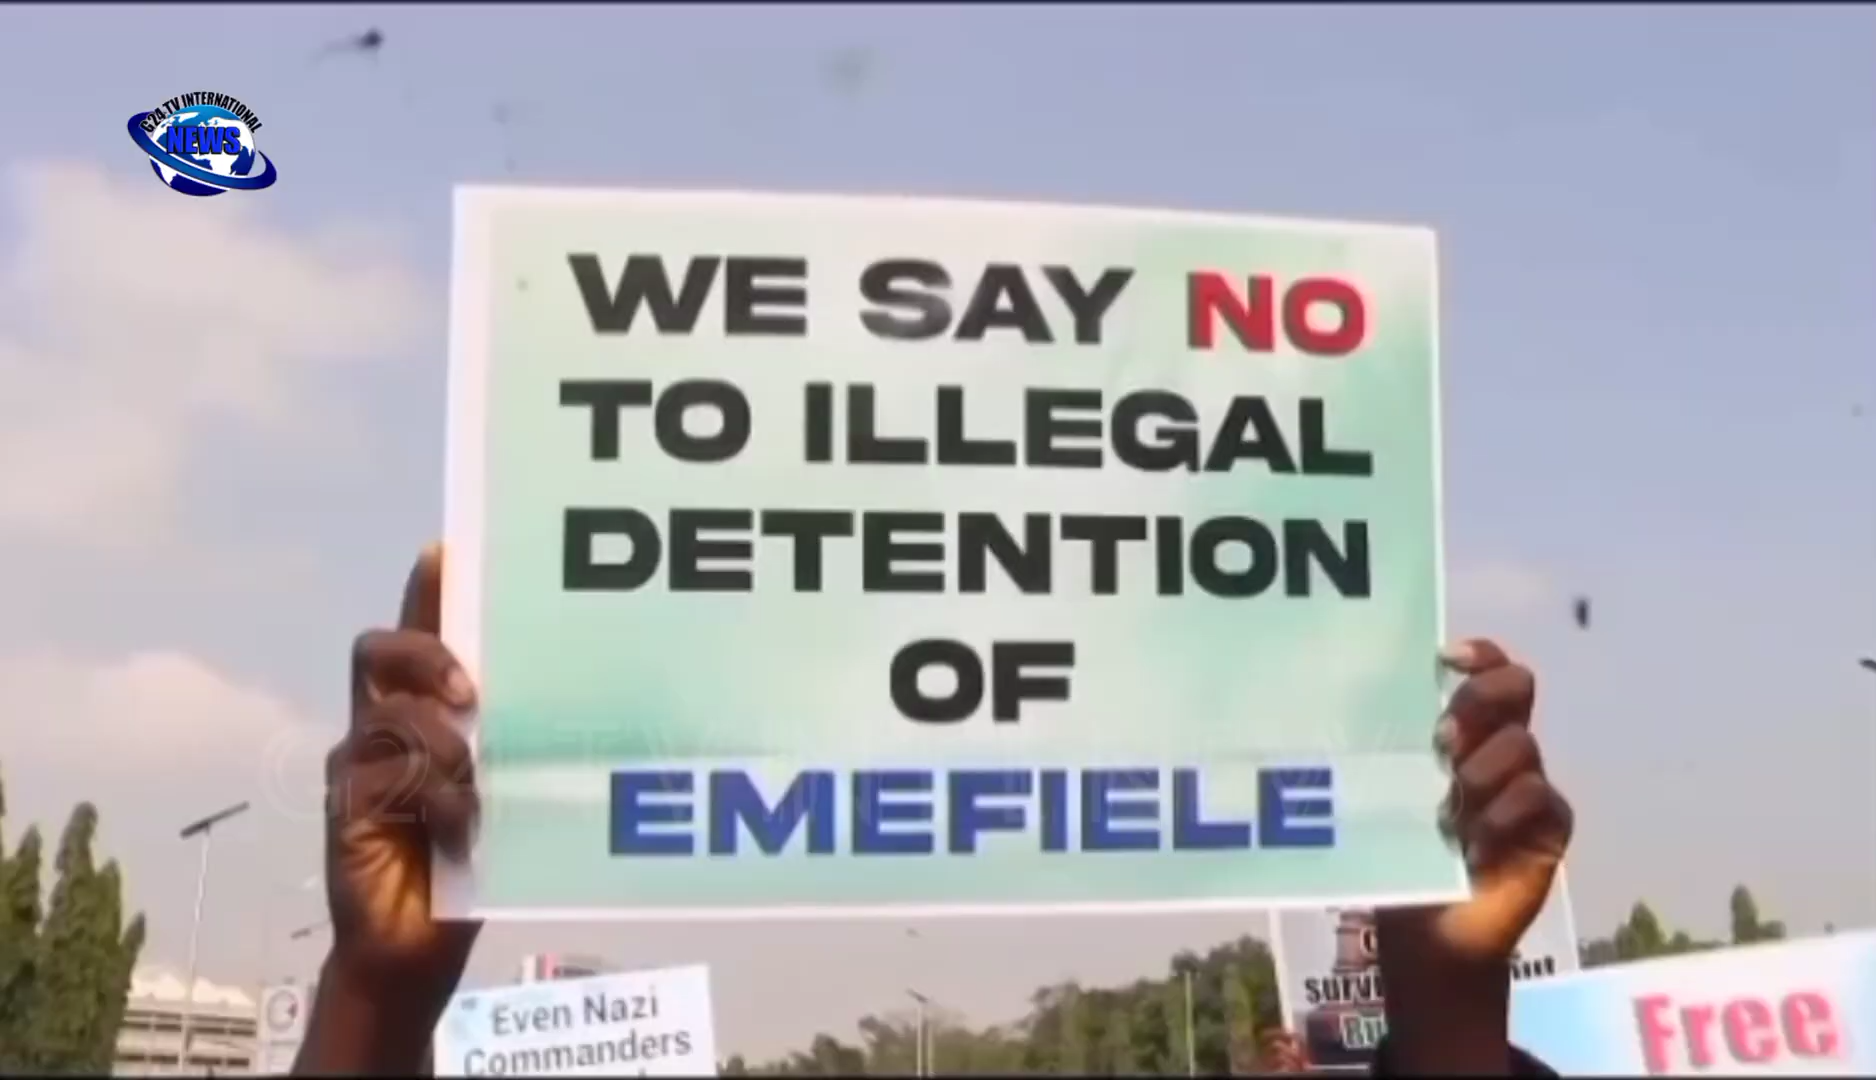 G24 TV INTERNATIONAL
NEWS
WE SAY NO
TO ILLEGAL
DETENTION
OF
EMEFIELE
Even Nazi
Commanders
Free